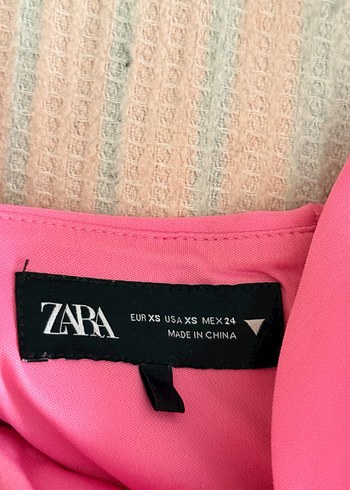 ZARA
EUR XS USA XS MEX 24
MADE IN CHINA